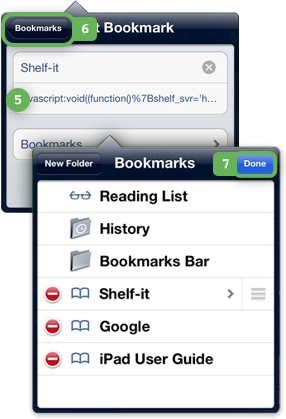 Bookmarks 6 t Bookmark
Shelf-it
5 vascript:void((function()%7Bshelf_svr='h...
Bookmarks
New Folder Bookmarks 7 Done
Reading List
History
Bookmarks Bar
Shelf-it
Google
iPad User Guide